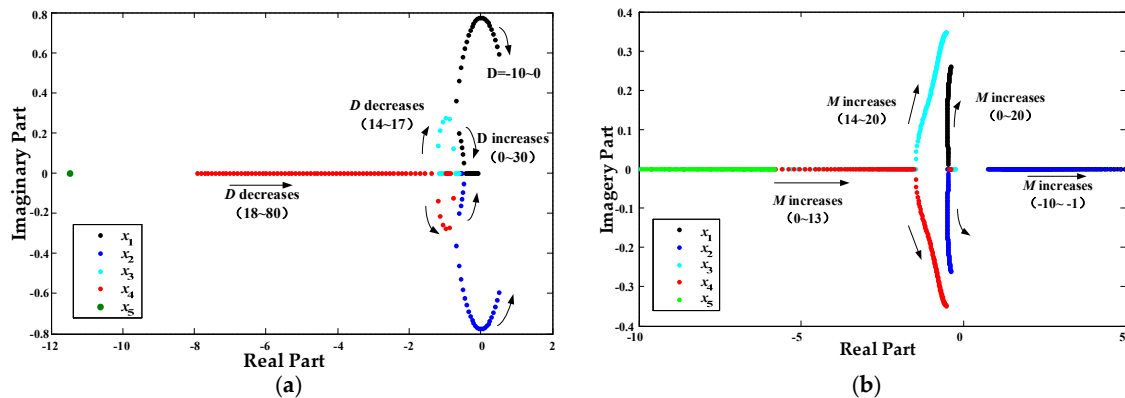 0.8
0.6
0.4
0.2
0
-0.2
-0.4
-0.6
-0.8
Imaginary Part
-12 -10 -8 -6 -4 -2 0 2
Real Part
D=-10~0
D decreases
(14~17)
D increases
(0~30)
D decreases
(18~80)
x1
x2
x3
x4
x5
(a)
0.4
0.3
0.2
0.1
0
-0.1
-0.2
-0.3
-0.4
Imagery Part
-10 -5 0 5
Real Part
M increases
(14~20)
M increases
(0~20)
M increases
(0~13)
M increases
(-10~ -1)
x1
x2
x3
x4
x5
(b)